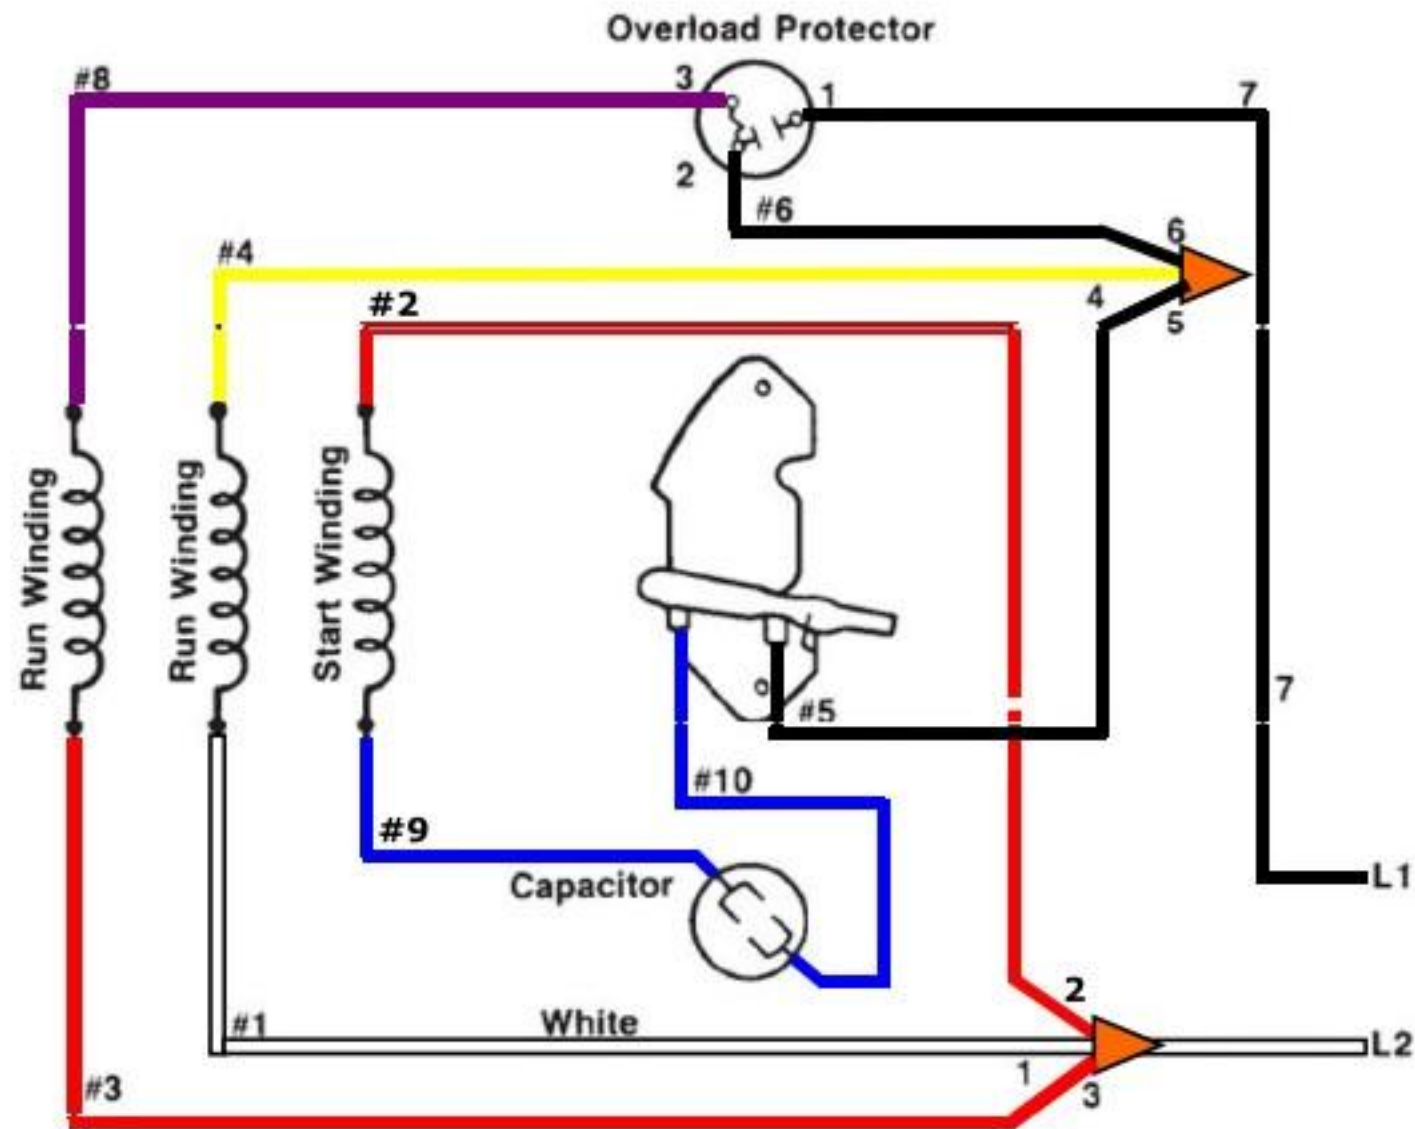 Overload Protector
#8
3
1
7
2
#6
6
#4
4
5
#2
Run Winding
Run Winding
Start Winding
7
#5
#10
#9
Capacitor
L1
2
#1
White
L2
1
3
#3